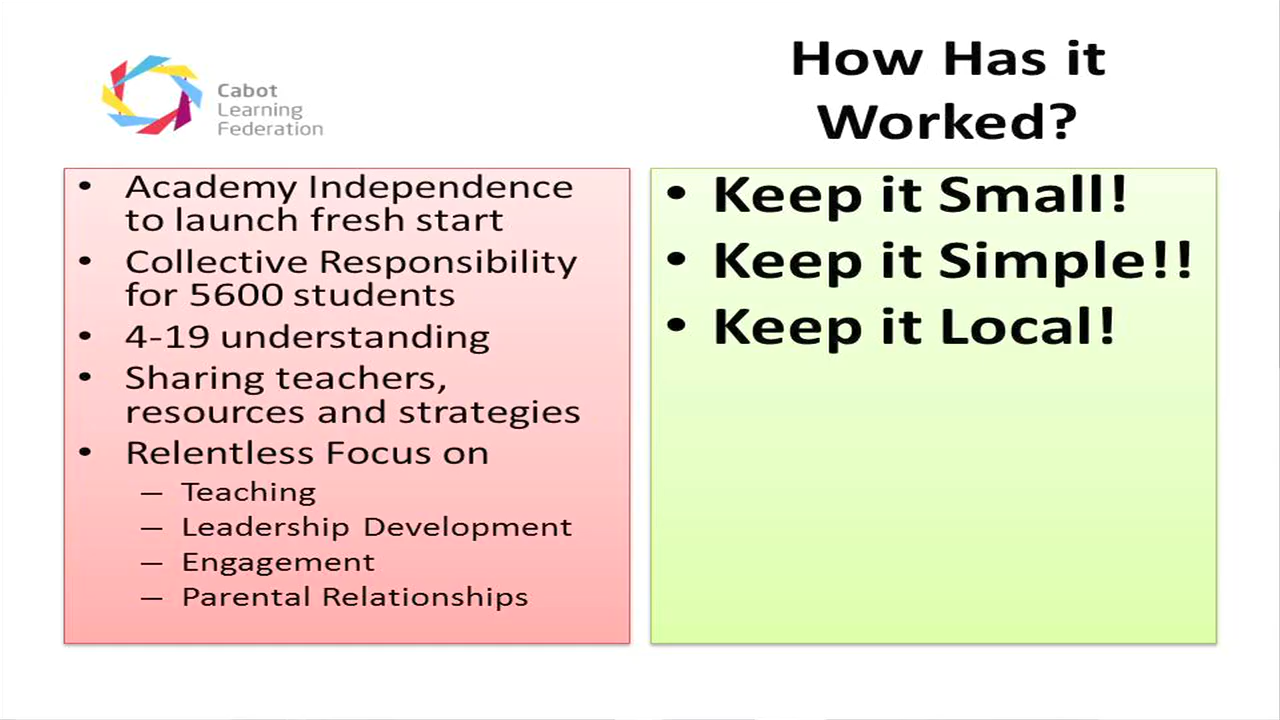 Cabot
Learning
Federation
How Has it
Worked?
• Academy Independence
to launch fresh start
• Collective Responsibility
for 5600 students
• 4-19 understanding
• Sharing teachers,
resources and strategies
• Relentless Focus on
– Teaching
– Leadership Development
– Engagement
– Parental Relationships
• Keep it Small!
• Keep it Simple!!
• Keep it Local!